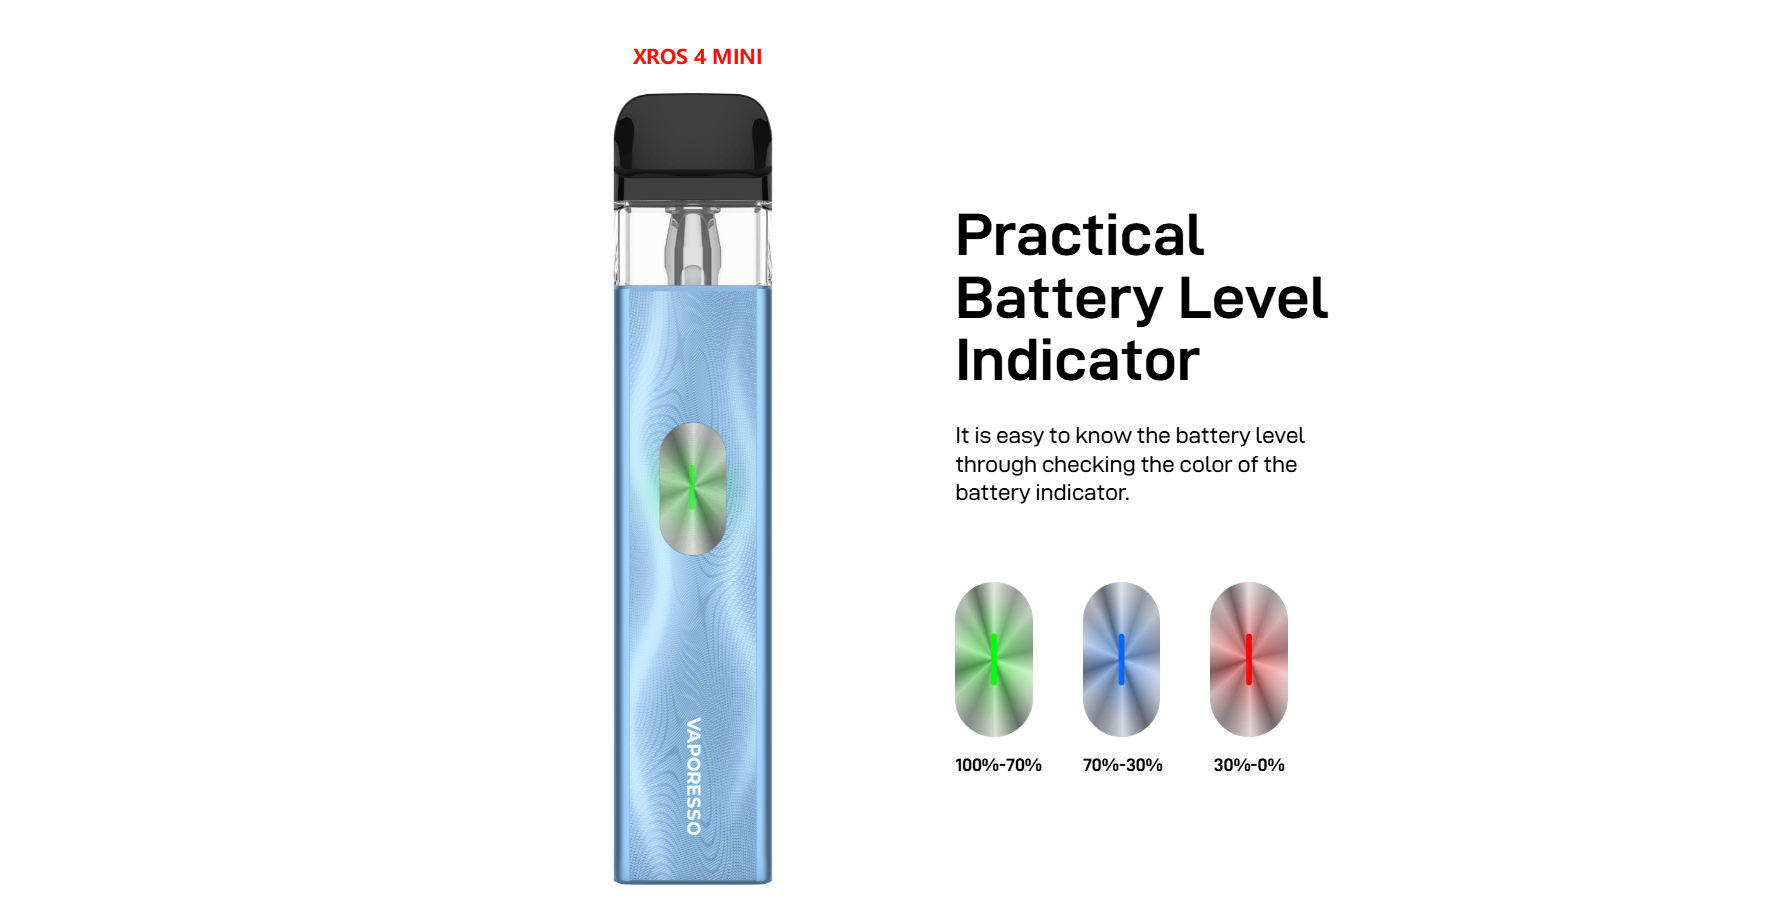 XROS 4 MINI
Practical
Battery Level
Indicator
It is easy to know the battery level
through checking the color of the
battery indicator.
100%-70%
70%-30%
30%-0%
VAPORESSO